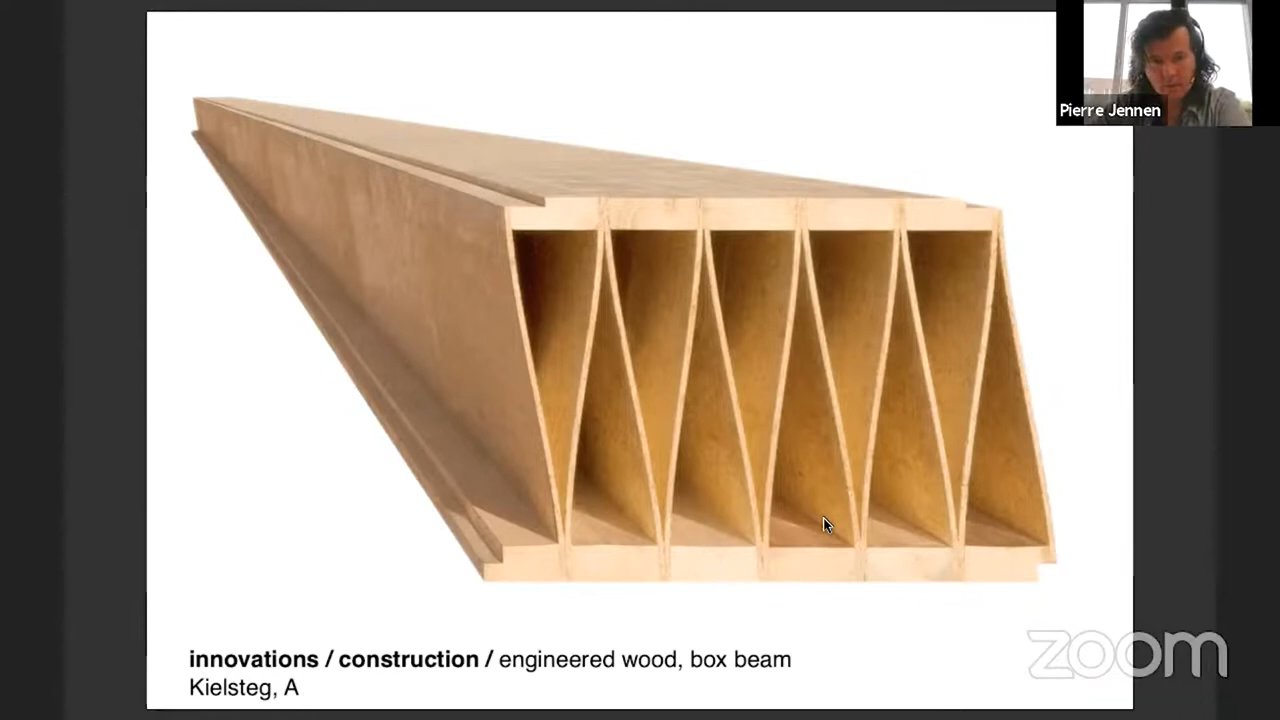 Pierre Jennen
innovations / construction / engineered wood, box beam
Kielsteg, A
zoom